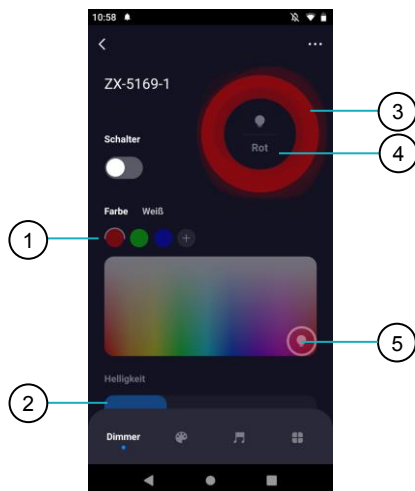 10:58
ZX-5169-1
3
4
Rot
Schalter
Farbe Weiß
1
+
5
Helligkeit
2
Dimmer